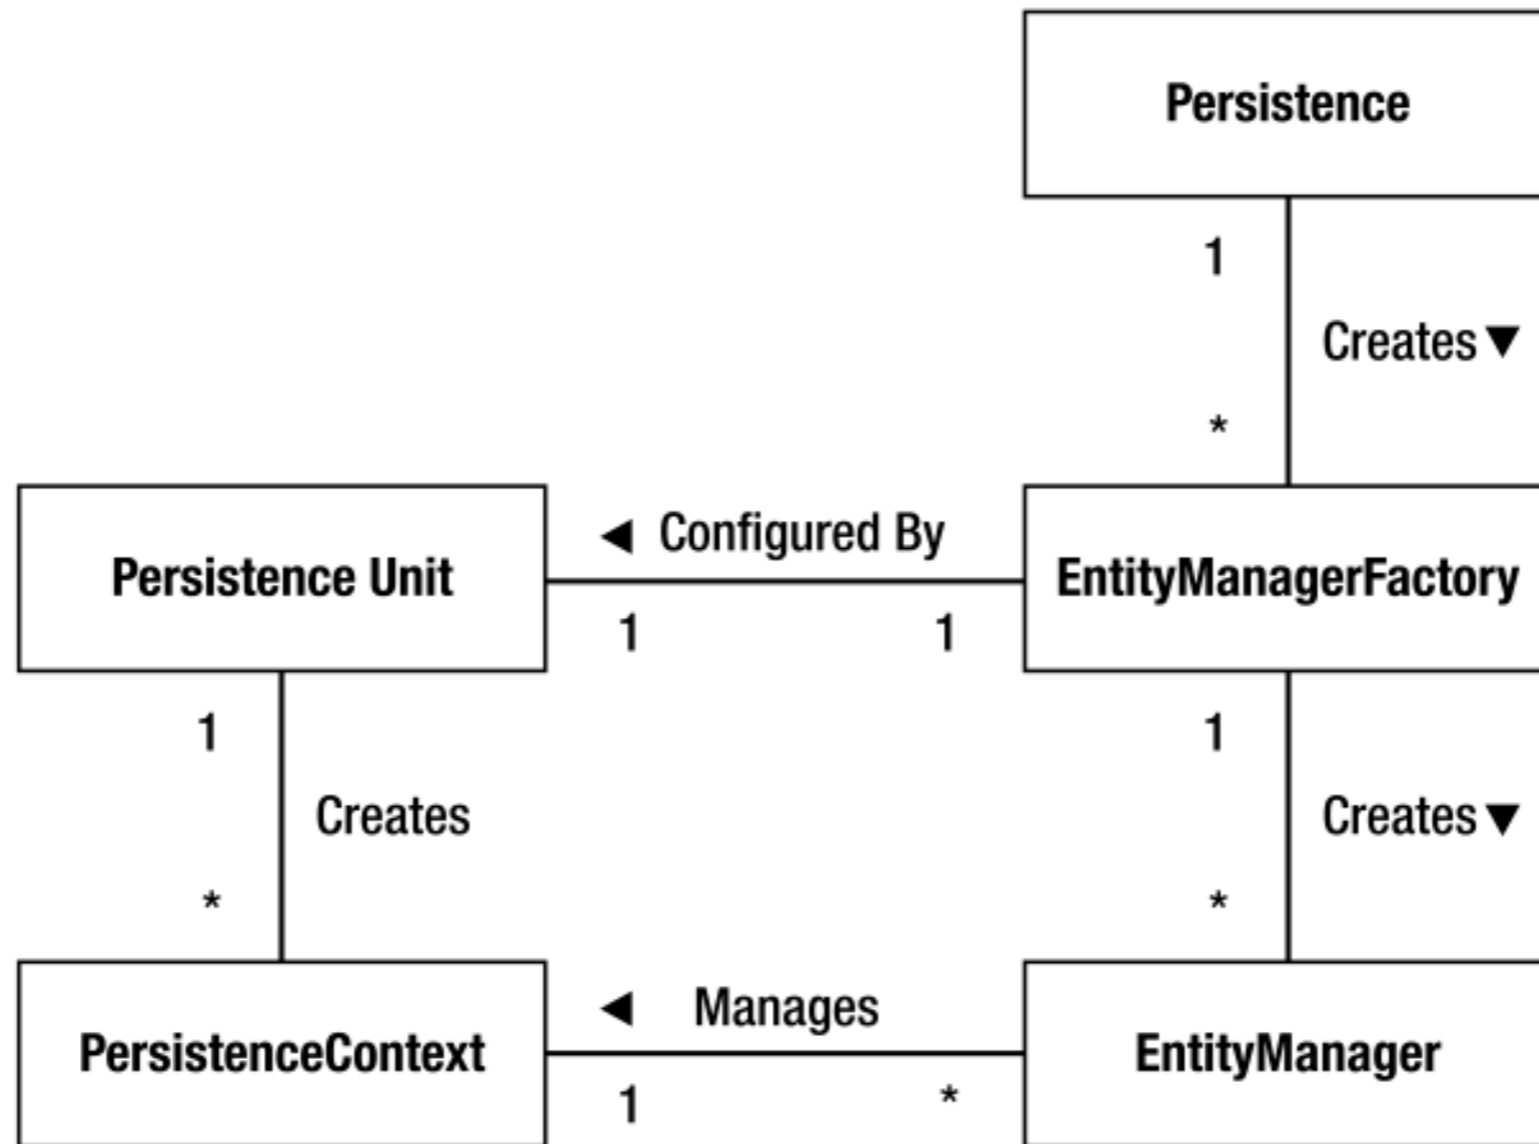 Persistence
1
Creates ▼
*
◀ Configured By
Persistence Unit
EntityManagerFactory
1 1
1
1
Creates
Creates ▼
*
*
◀ Manages
PersistenceContext
EntityManager
1 *